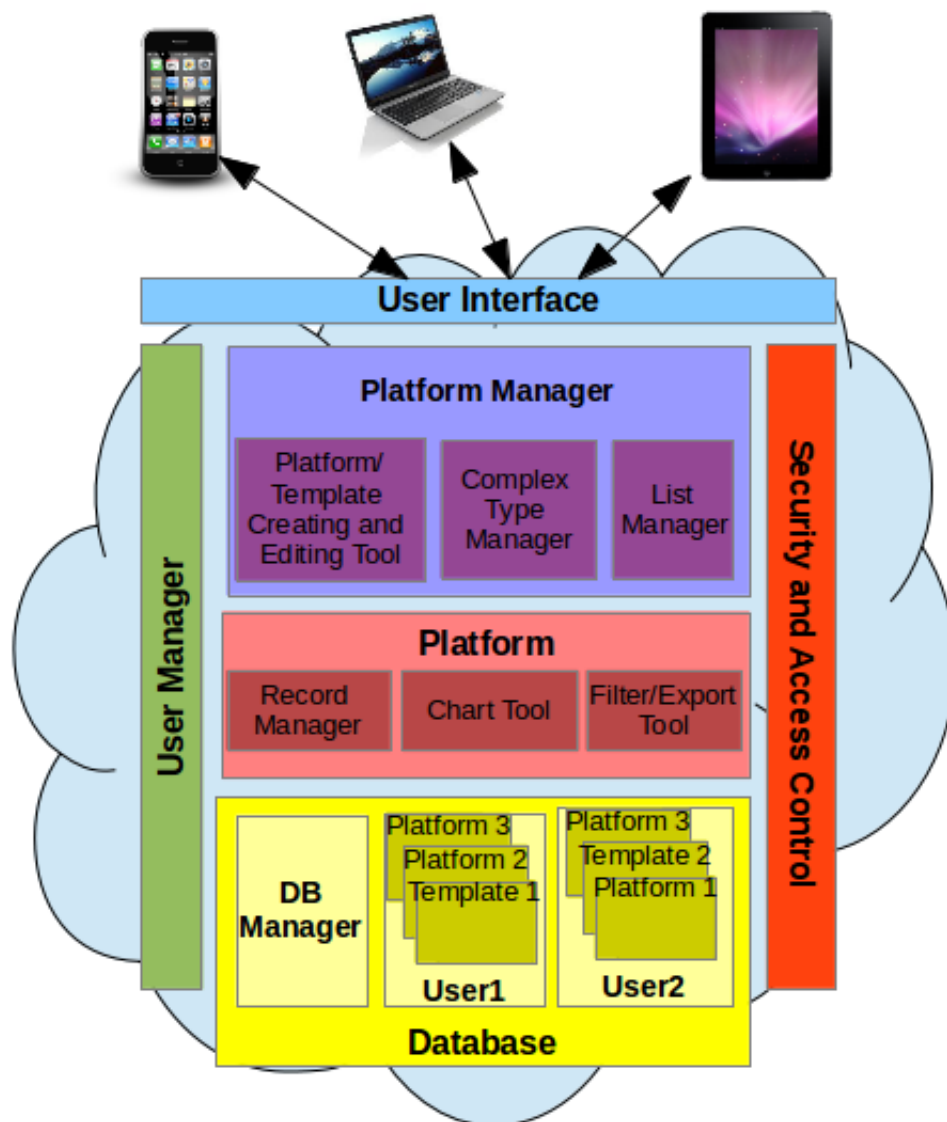 User Interface
User Manager
Platform Manager
Platform/
Template
Creating and
Editing Tool
Complex
Type
Manager
List
Manager
Security and Access Control
Platform
Record
Manager
Chart Tool
Filter/Export
Tool
DB
Manager
Platform 3
Platform 2
Template 1
User1
Platform 3
Template 2
Platform 1
User2
Database